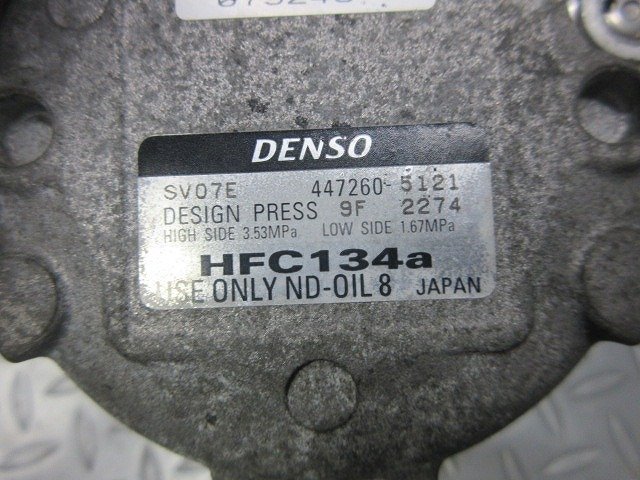 DENSO
SV07E 447260-5121
DESIGN PRESS 9F 2274
HIGH SIDE 3.53MPa LOW SIDE 1.67MPa
HFC134a
USE ONLY ND-OIL 8 JAPAN